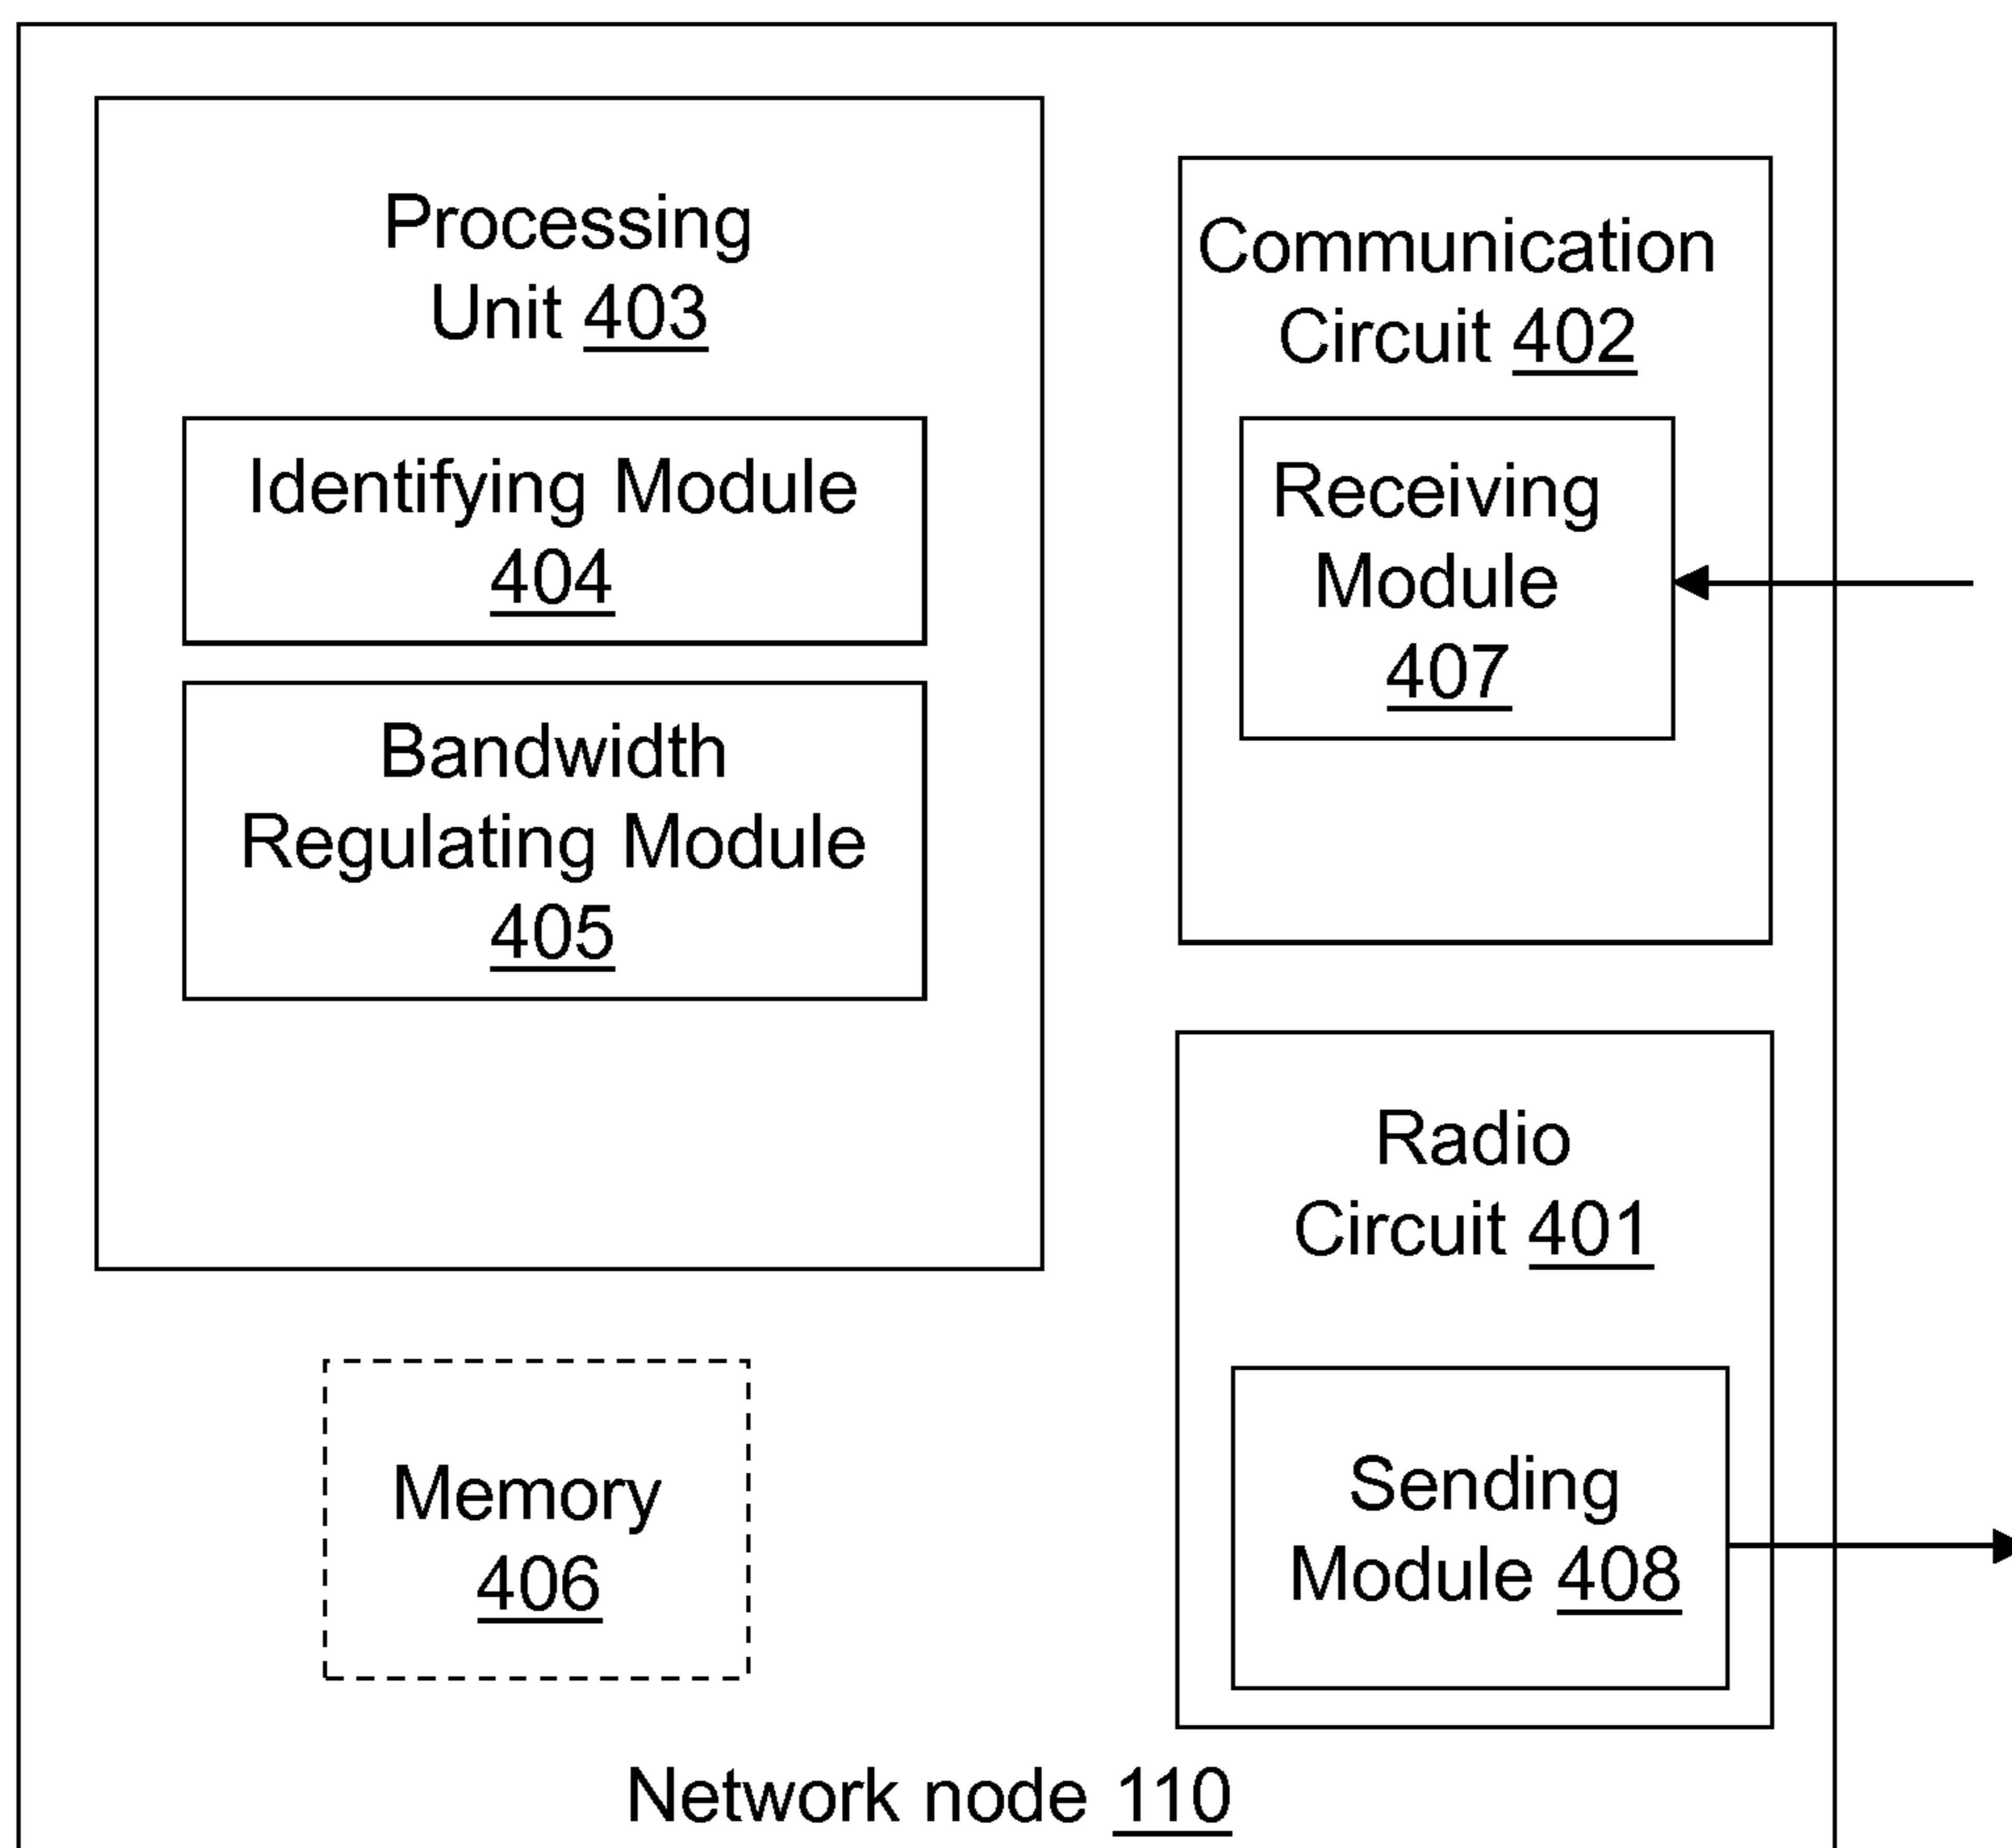 Processing
Unit 403
Identifying Module
404
Bandwidth
Regulating Module
405
Communication
Circuit 402
Receiving
Module
407
Radio
Circuit 401
Sending
Module 408
Memory
406
Network node 110